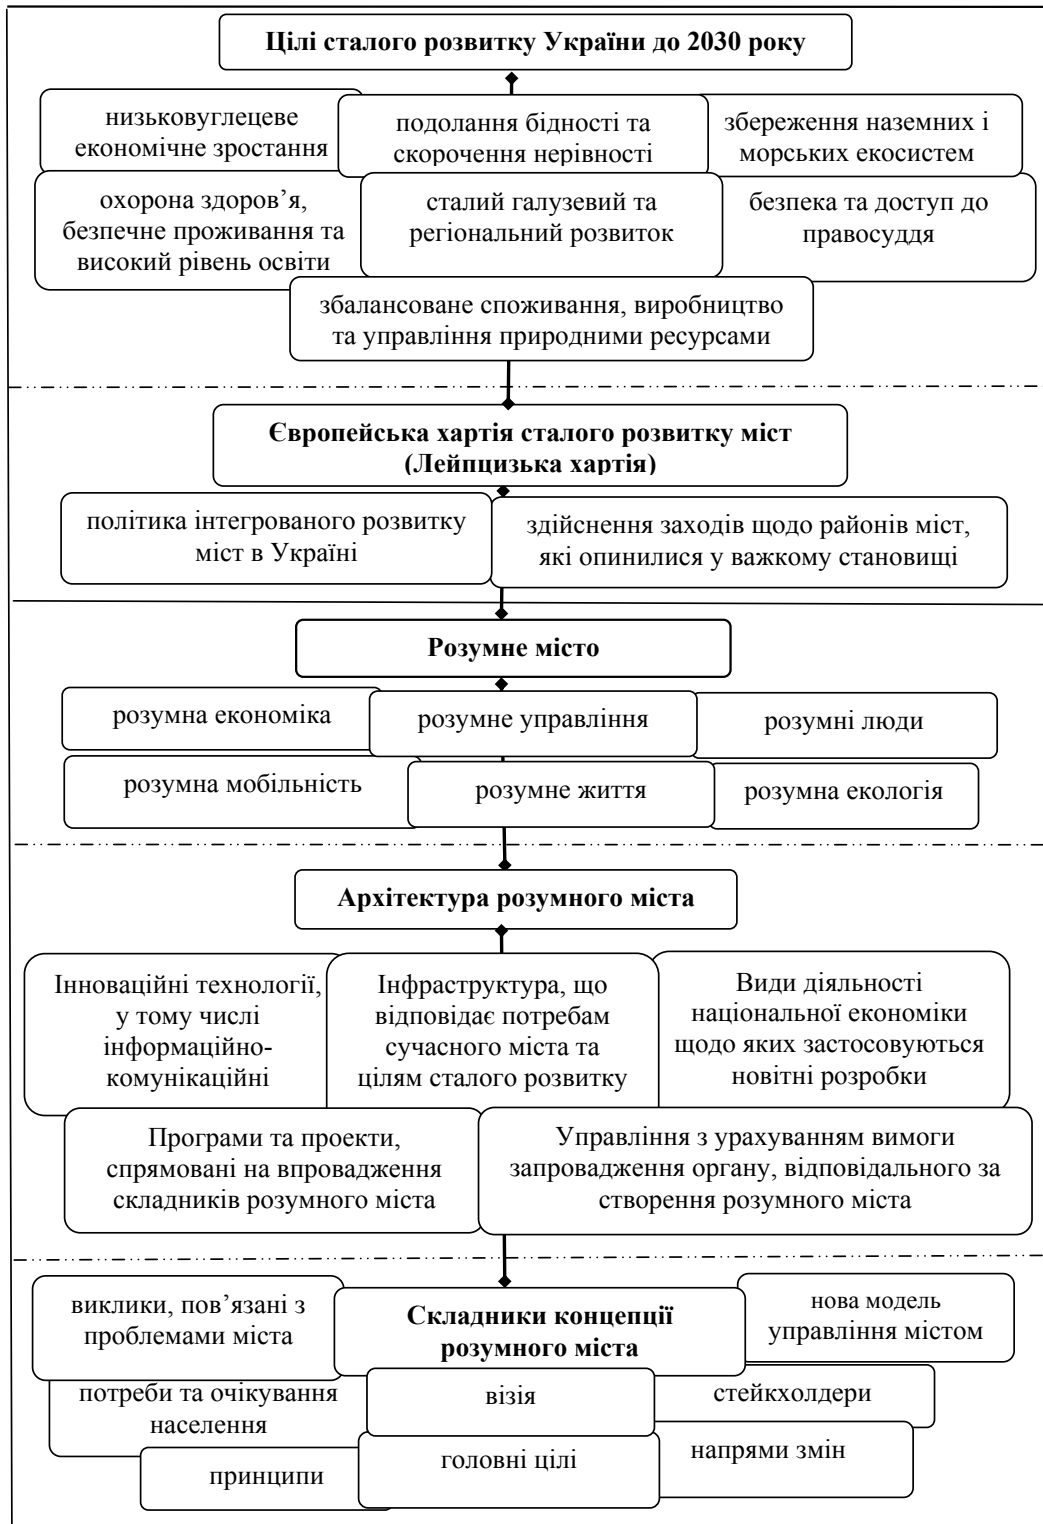 Цілі сталого розвитку України до 2030 року
низьковуглецеве
економічне зростання
подолання бідності та
скорочення нерівності
збереження наземних і
морських екосистем
охорона здоров’я,
безпечне проживання та
високий рівень освіти
сталий галузевий та
регіональний розвиток
безпека та доступ до
правосуддя
збалансоване споживання, виробництво
та управління природними ресурсами
Європейська хартія сталого розвитку міст
(Лейпцизька хартія)
політика інтегрованого розвитку
міст в Україні
здійснення заходів щодо районів міст,
які опинилися у важкому становищі
Розумне місто
розумна економіка
розумне управління
розумні люди
розумна мобільність
розумне життя
розумна екологія
Архітектура розумного міста
Інноваційні технології,
у тому числі
інформаційно-
комунікаційні
Інфраструктура, що
відповідає потребам
сучасного міста та
цілям сталого розвитку
Види діяльності
національної економіки
щодо яких застосовуються
новітні розробки
Програми та проекти,
спрямовані на впровадження
складників розумного міста
Управління з урахуванням вимоги
запровадження органу, відповідального за
створення розумного міста
виклики, пов’язані з
проблемами міста
Складники концепції
розумного міста
нова модель
управління містом
потреби та очікування
населення
візія
стейкхолдери
принципи
головні цілі
напрями змін